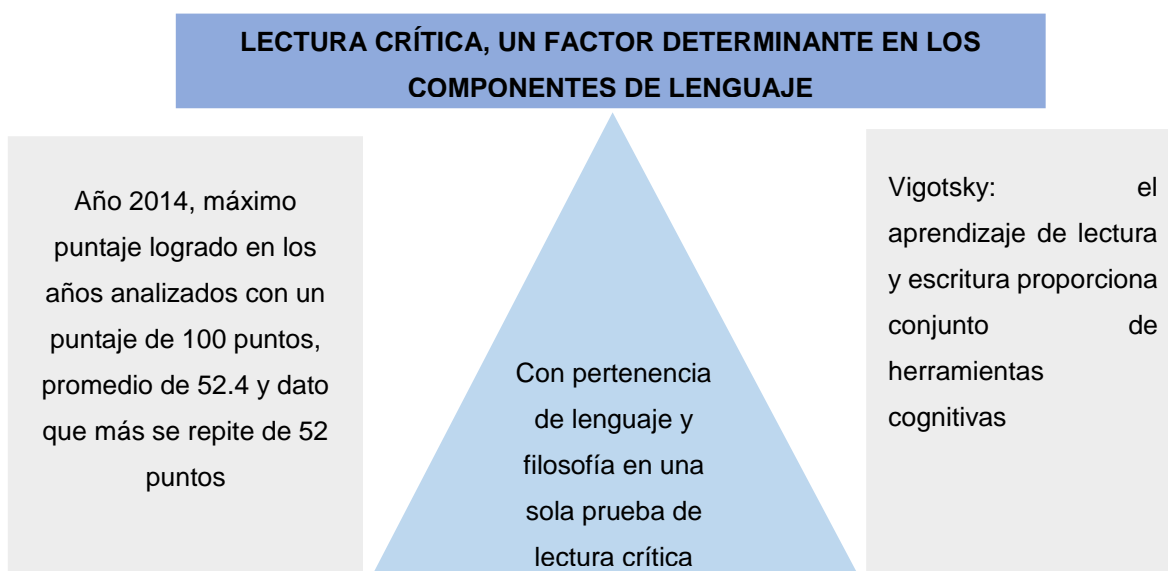 LECTURA CRÍTICA, UN FACTOR DETERMINANTE EN LOS
COMPONENTES DE LENGUAJE
Año 2014, máximo
puntaje logrado en los
años analizados con un
puntaje de 100 puntos,
promedio de 52.4 y dato
que más se repite de 52
puntos
Con pertenencia
de lenguaje y
filosofía en una
sola prueba de
lectura crítica
Vigotsky: el
aprendizaje de lectura
y escritura proporciona
conjunto de
herramientas
cognitivas